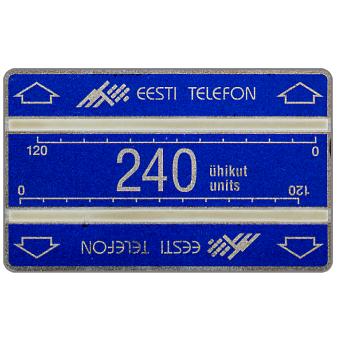 EESTI TELEFON
120 0
240 ühikut
units
0 120
EESTI TELEFON